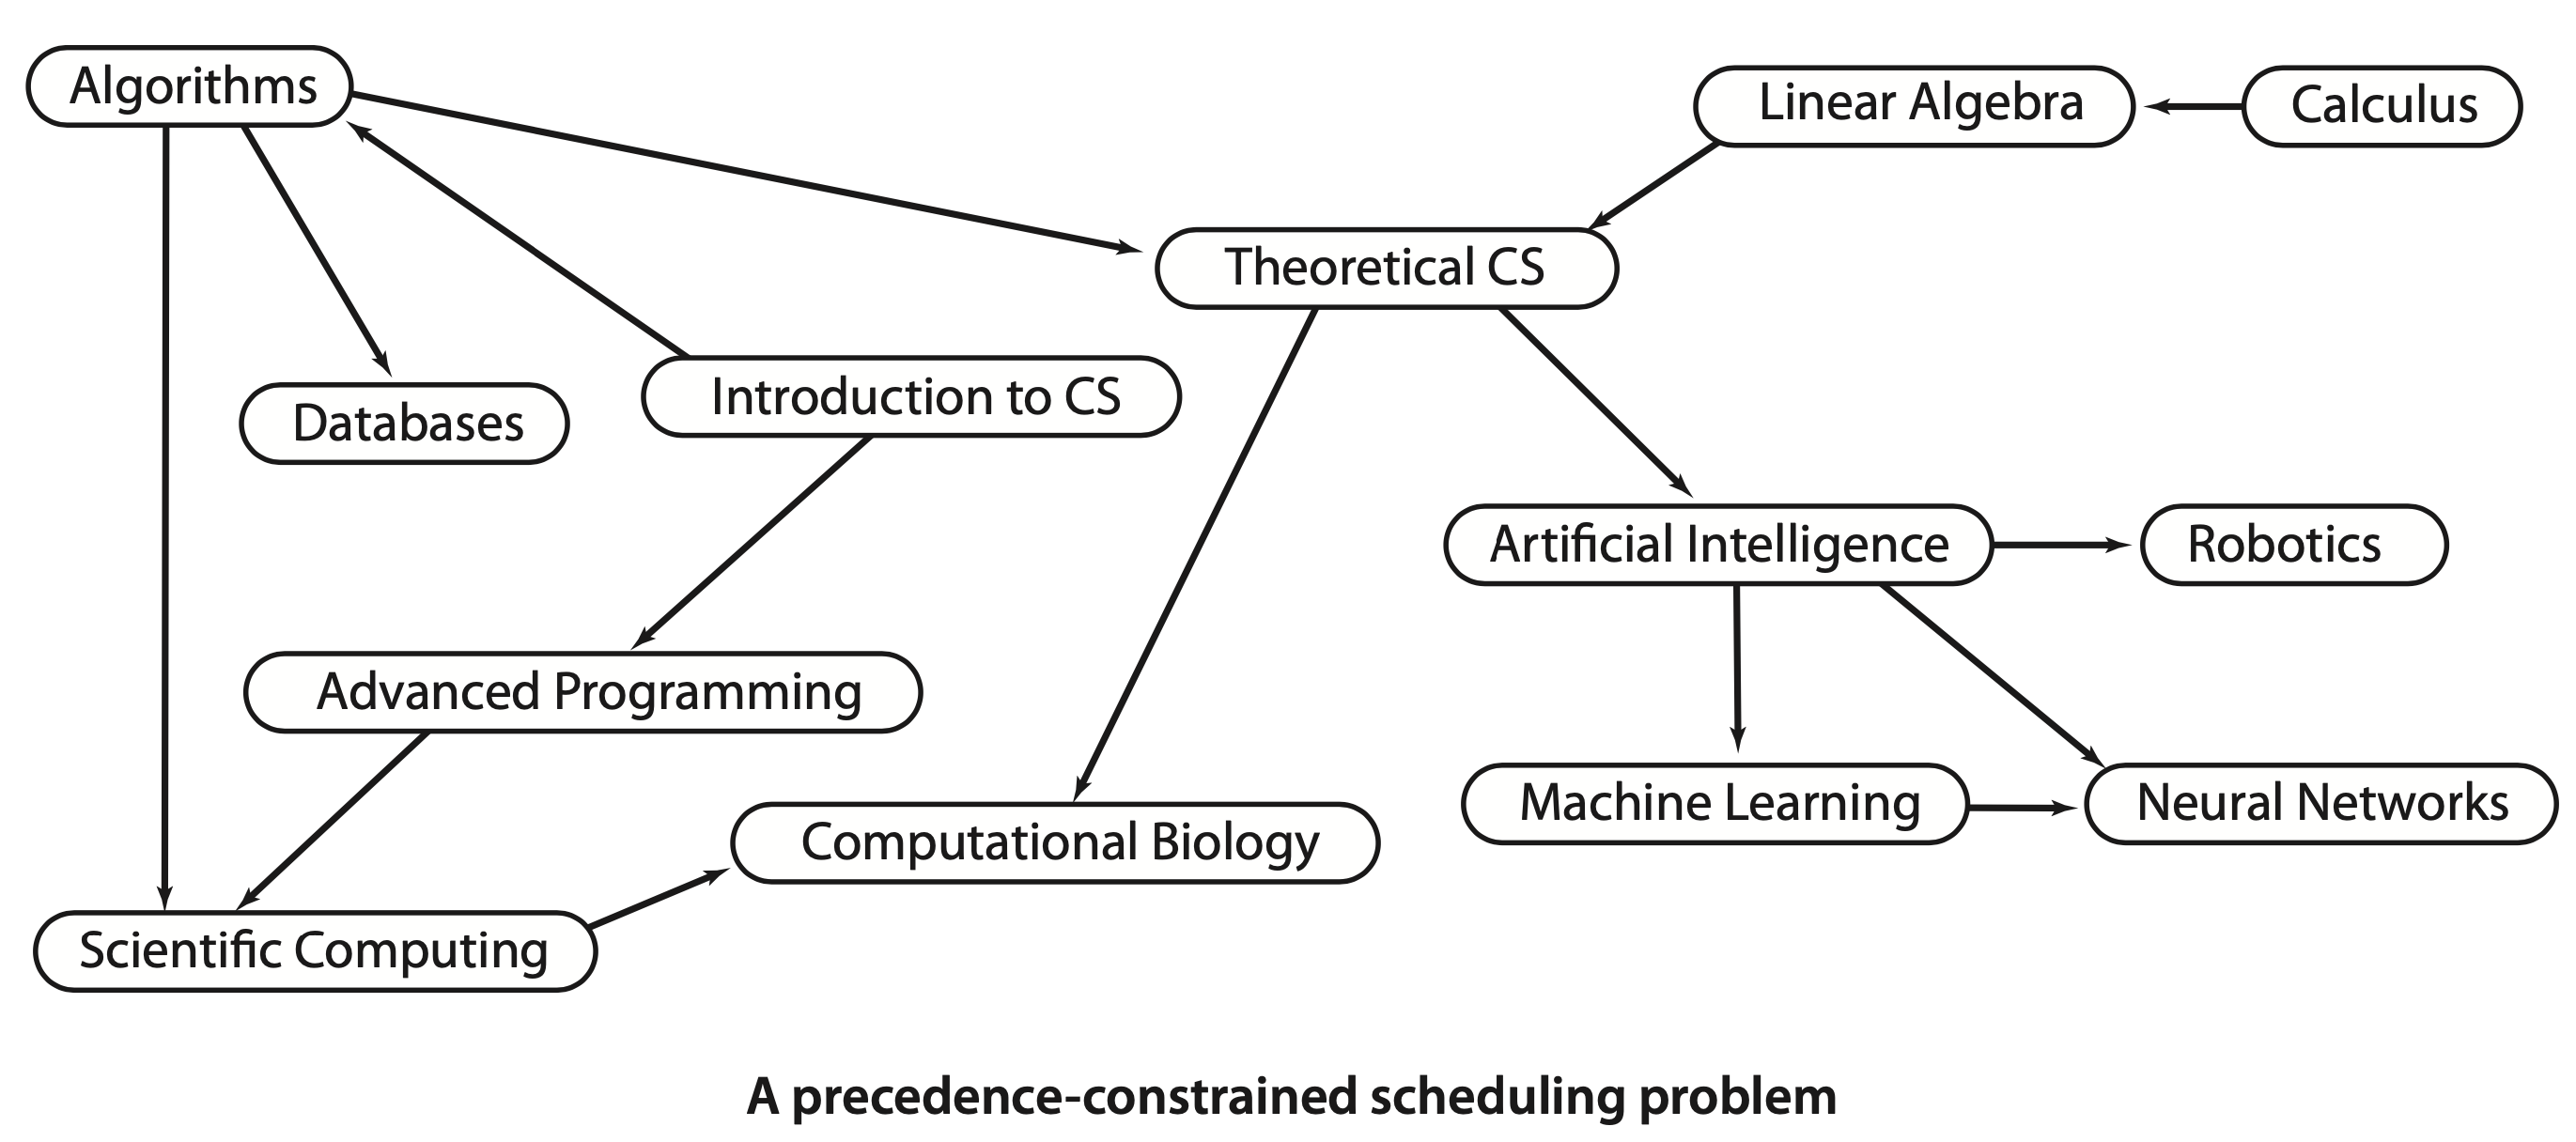 Algorithms
Linear Algebra
Calculus
Theoretical CS
Introduction to CS
Databases
Artificial Intelligence
Robotics
Advanced Programming
Machine Learning
Neural Networks
Computational Biology
Scientific Computing
A precedence-constrained scheduling problem